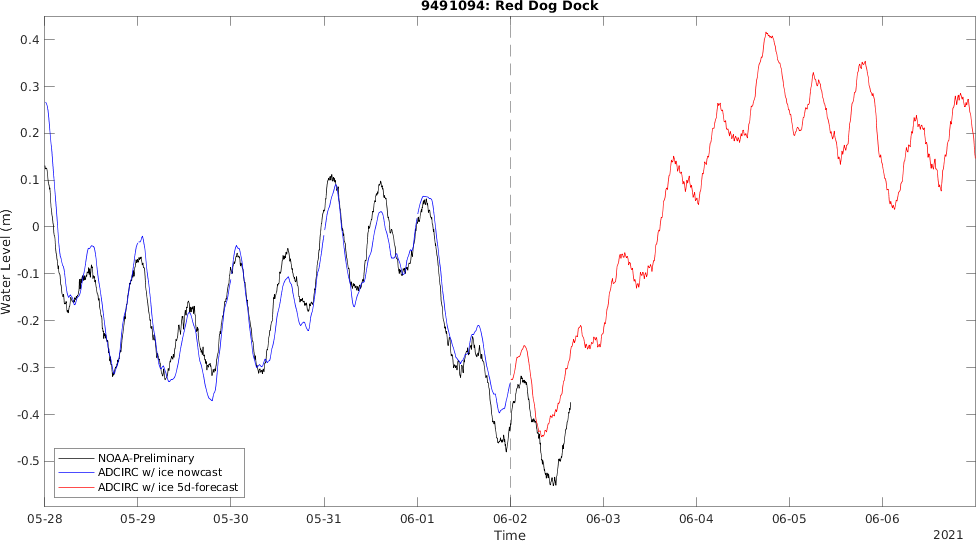 9491094: Red Dog Dock
0.4
0.3
0.2
0.1
0
-0.1
-0.2
-0.3
-0.4
-0.5
Water Level (m)
NOAA-Preliminary
ADCIRC w/ ice nowcast
ADCIRC w/ ice 5d-forecast
05-28 05-29 05-30 05-31 06-01 06-02 06-03 06-04 06-05 06-06
Time
2021